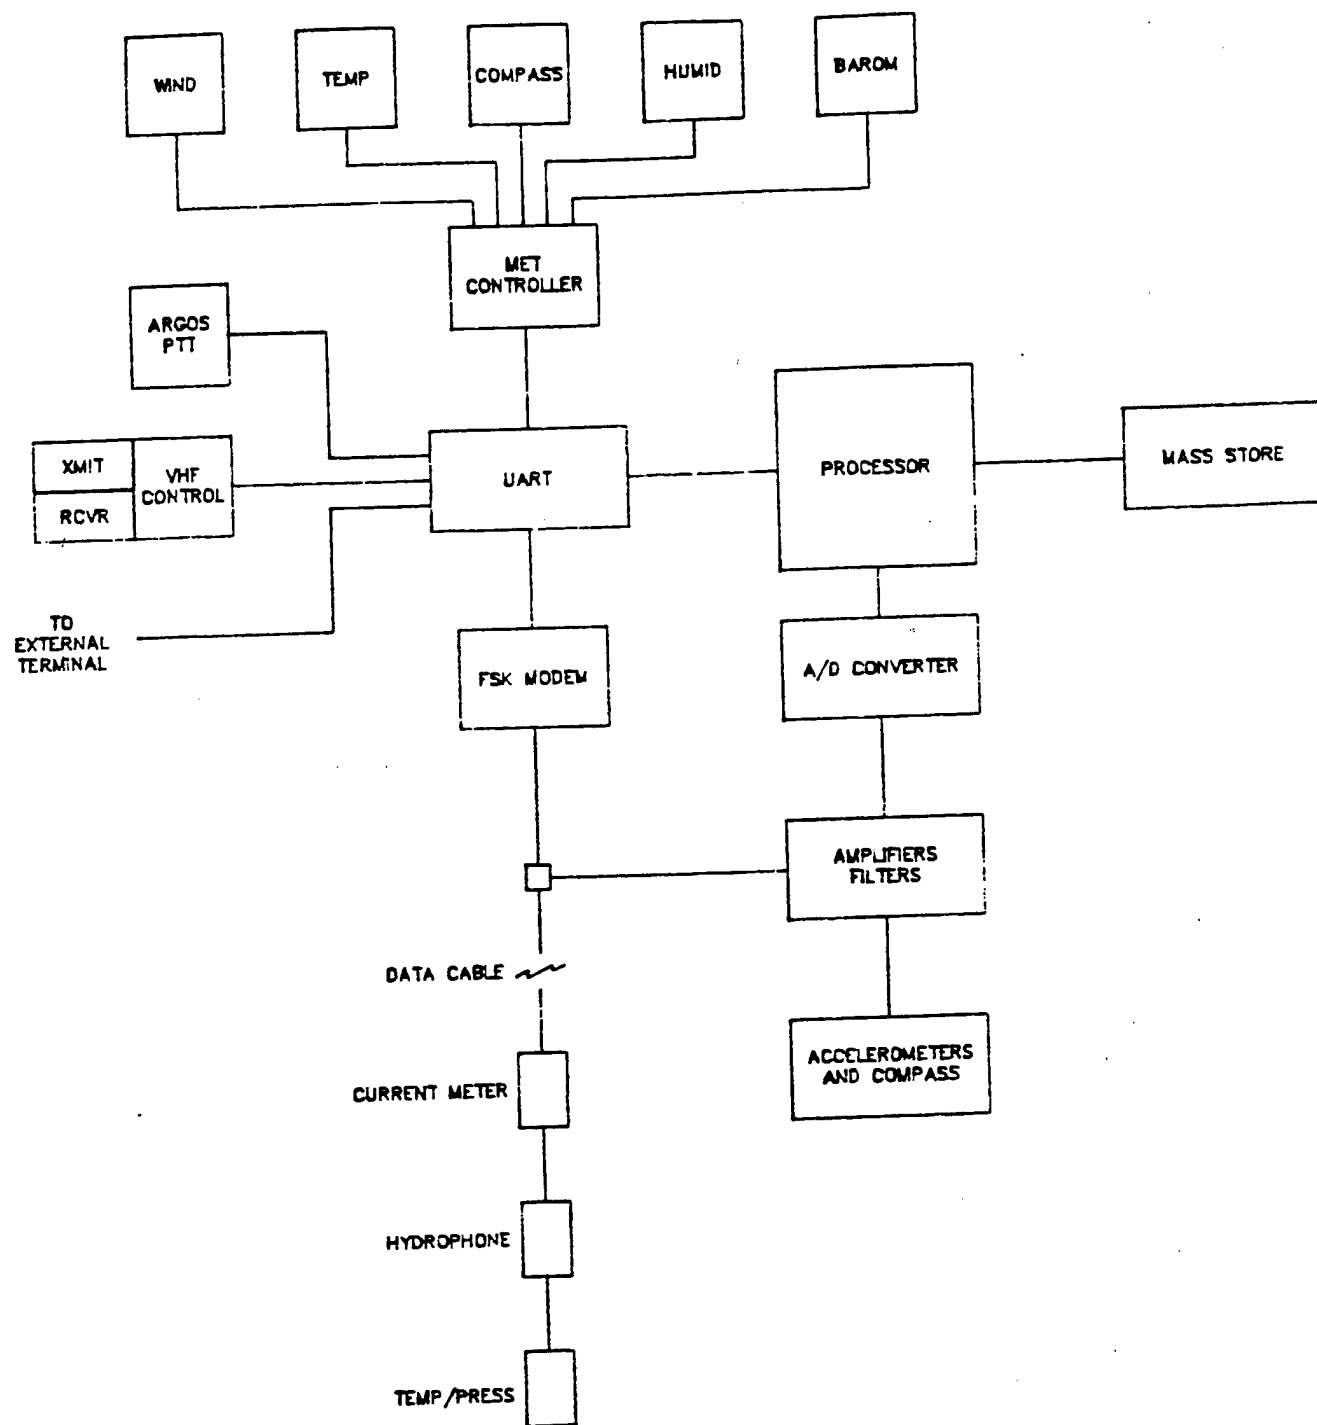 WIND
TEMP
COMPASS
HUMID
BAROM
MET
CONTROLLER
ARGOS
PTT
XMIT
RCVR
VHF
CONTROL
UART
PROCESSOR
MASS STORE
TO
EXTERNAL
TERMINAL
FSK MODEM
A/D CONVERTER
AMPLIFIERS
FILTERS
DATA CABLE
ACCELEROMETERS
AND COMPASS
CURRENT METER
HYDROPHONE
TEMP/PRESS